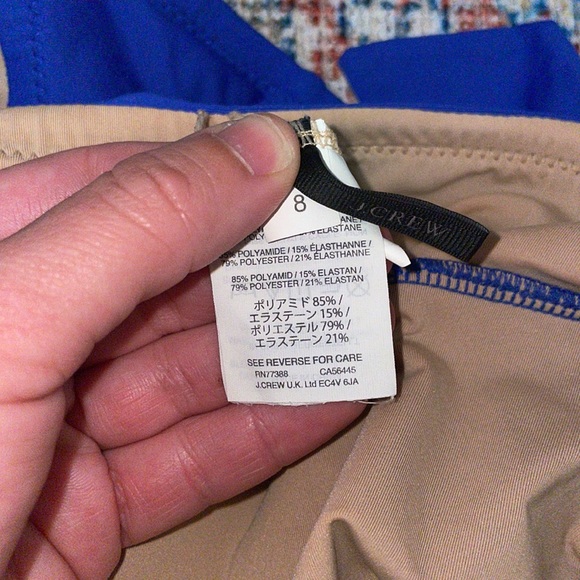 8
J.CREW
ELASTANE
POLYAMIDE / 15% ÉLASTHANNE /
79% POLYESTER / 21% ÉLASTHANNE
85% POLYAMID / 15% ELASTAN /
79% POLYESTER / 21% ELASTAN
ポリアミド 85% /
エラステーン 15% /
ポリエステル 79% /
エラステーン 21%
SEE REVERSE FOR CARE
RN77388 CA56445
J.CREW U.K. Ltd EC4V 6JA